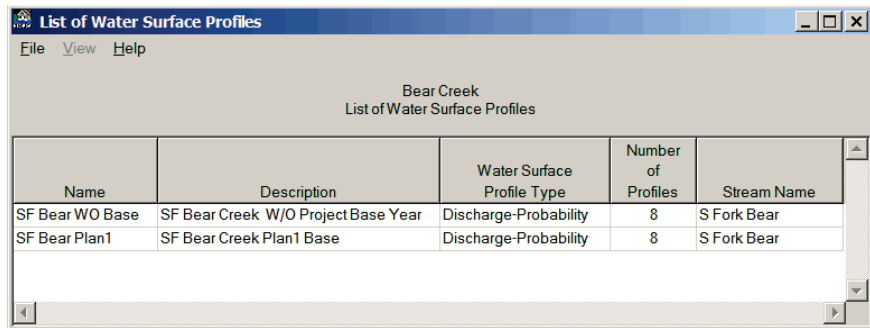 List of Water Surface Profiles
File View Help
Bear Creek
List of Water Surface Profiles
Name Description Water Surface Profile Type Number of Profiles Stream Name
SF Bear WO Base SF Bear Creek W/O Project Base Year Discharge-Probability 8 S Fork Bear
SF Bear Plan1 SF Bear Creek Plan1 Base Discharge-Probability 8 S Fork Bear